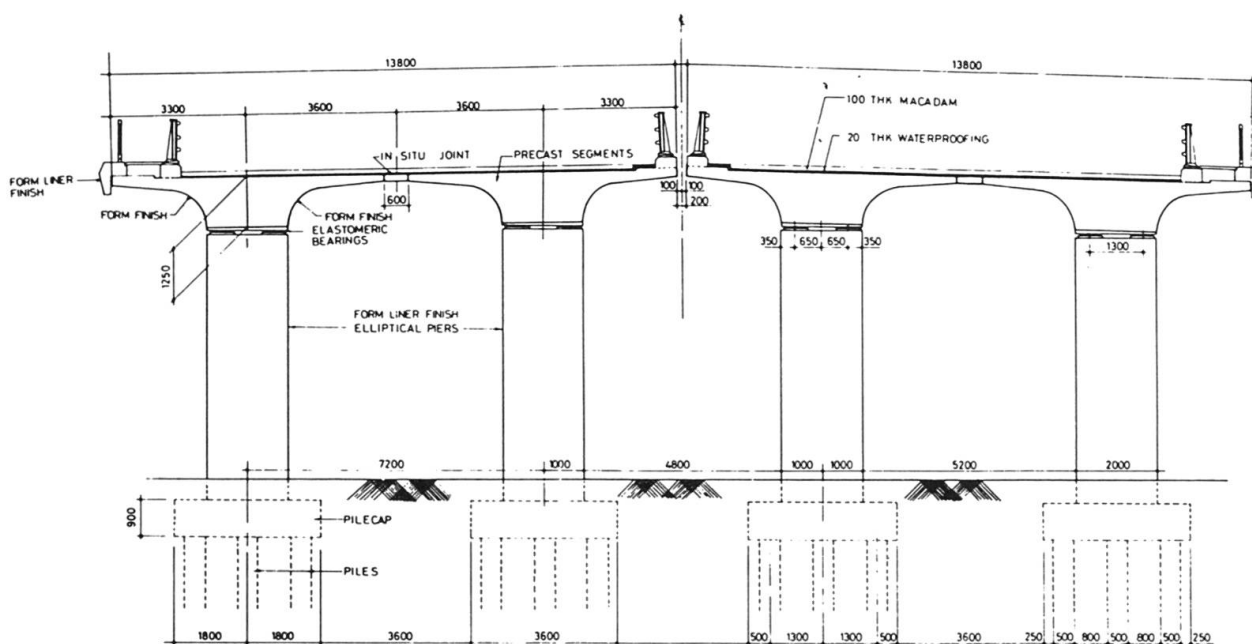 13800
13800
3300
3600
3600
3300
100 THK MACADAM
20 THK WATERPROOFING
IN SITU JOINT
PRECAST SEGMENTS
FORM LINER
FINISH
FORM FINISH
600
FORM FINISH
ELASTOMERIC
BEARINGS
100
100
200
350
650
650
350
1300
1250
FORM LINER FINISH
ELLIPTICAL PIERS
7200
1000
4800
1000
1000
5200
2000
900
PILECAP
PILES
1800
1800
3600
3600
500
1300
1300
500
3600
250
500
800
500
800
500
250